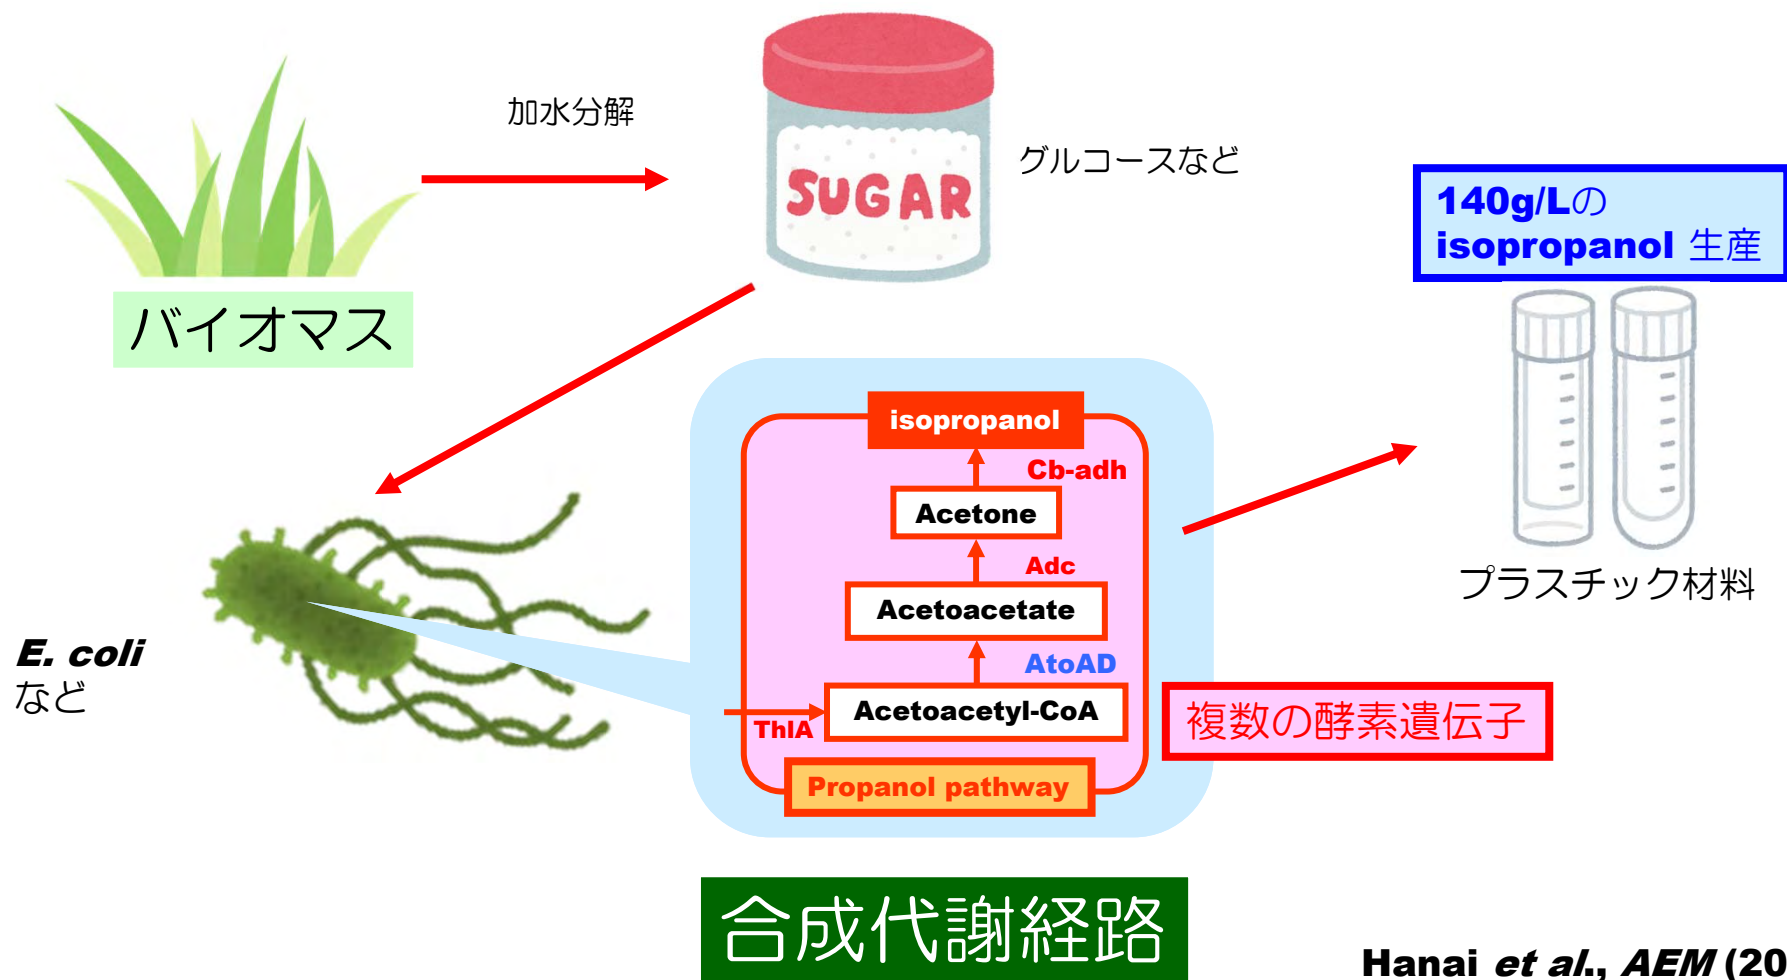 加水分解
SUGAR
グルコースなど
バイオマス
140g/Lの
isopropanol 生産
プラスチック材料
isopropanol
Cb-adh
Acetone
Adc
Acetoacetate
AtoAD
Acetoacetyl-CoA
ThlA
Propanol pathway
E. coli
など
複数の酵素遺伝子
合成代謝経路
Hanai et al., AEM (20